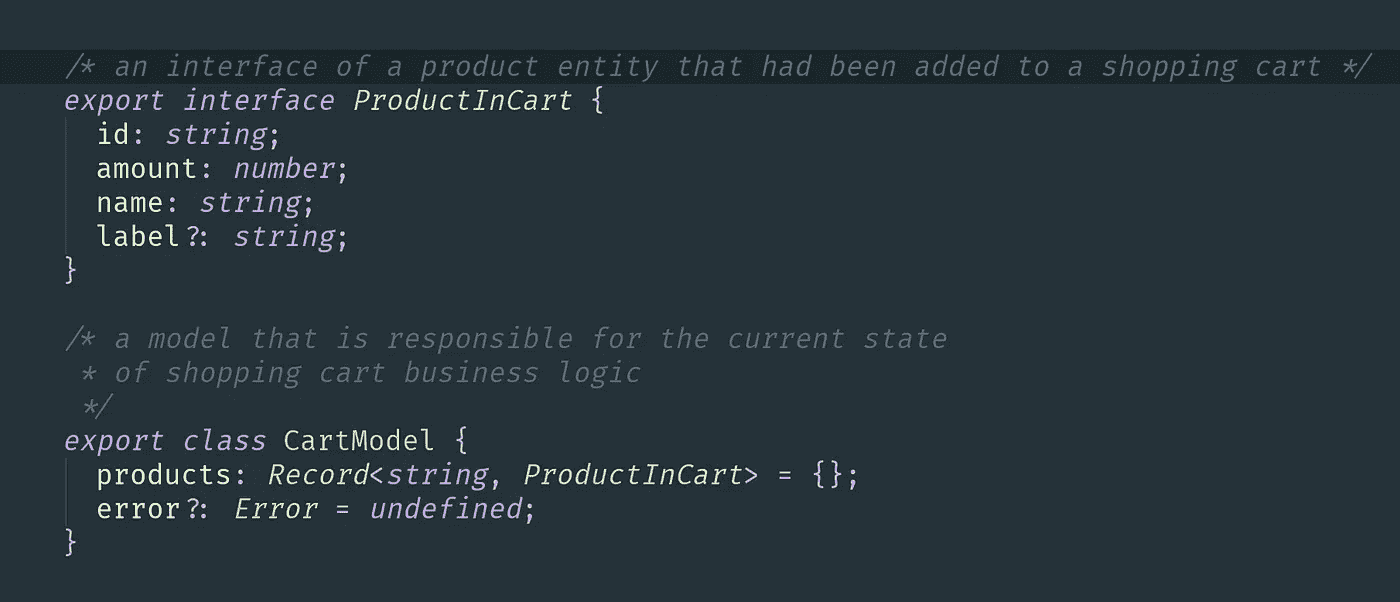 /* an interface of a product entity that had been added to a shopping cart */
export interface ProductInCart {
  id: string;
  amount: number;
  name: string;
  label?: string;
}

/* a model that is responsible for the current state
 * of shopping cart business logic
 */
export class CartModel {
  products: Record<string, ProductInCart> = {};
  error?: Error = undefined;
}